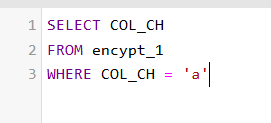 1 SELECT COL_CH
2 FROM encypt_1
3 WHERE COL_CH = 'a'